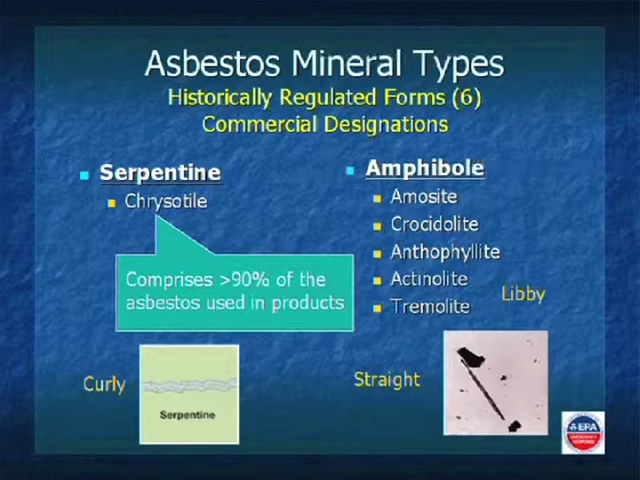 Asbestos Mineral Types
Historically Regulated Forms (6)
Commercial Designations
Serpentine
Chrysotile
Comprises >90% of the
asbestos used in products
Curly
Serpentine
Amphibole
Amosite
Crocidolite
Anthophyllite
Actinolite
Tremolite
Libby
Straight
EPA